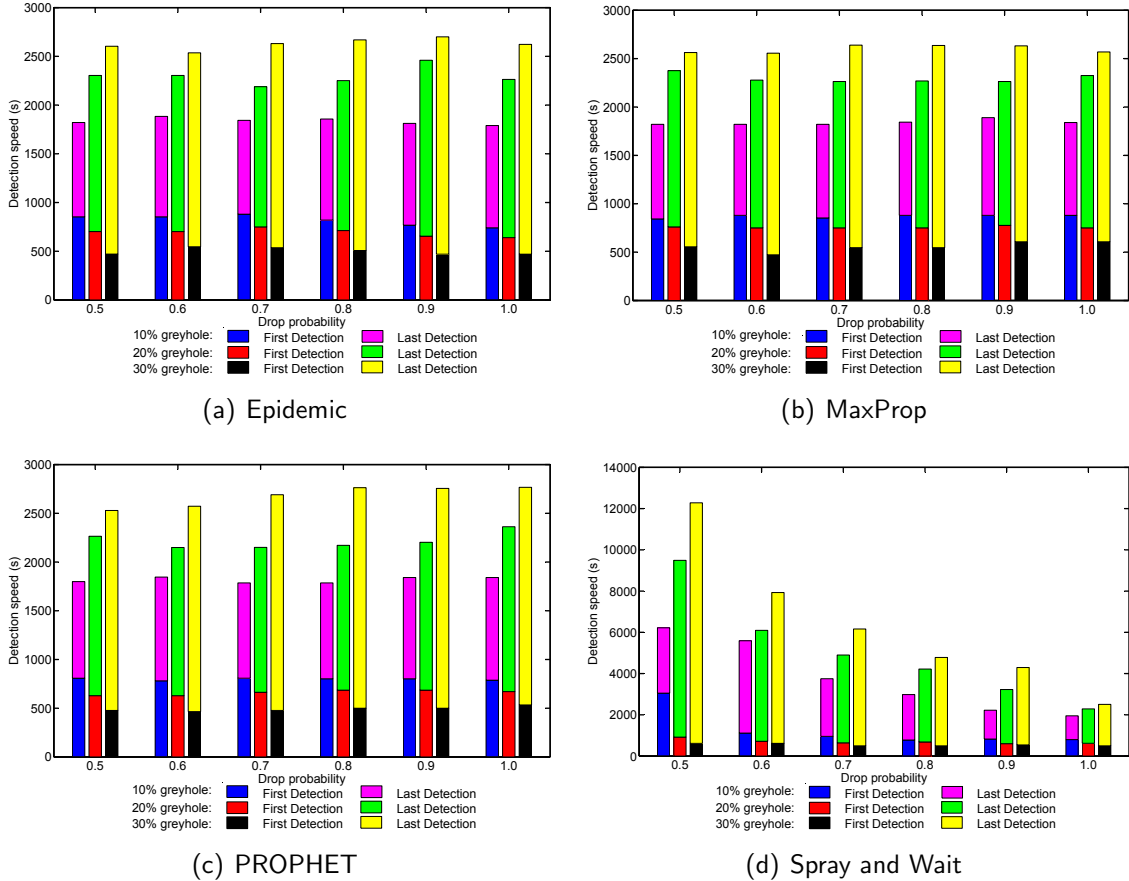 3000
2500
2000
1500
1000
500
0
Detection speed (s)
0.5 0.6 0.7 0.8 0.9 1.0
Drop probability
10% greyhole: First Detection Last Detection
20% greyhole: First Detection Last Detection
30% greyhole: First Detection Last Detection
(a) Epidemic
3000
2500
2000
1500
1000
500
0
Detection speed (s)
0.5 0.6 0.7 0.8 0.9 1.0
Drop probability
10% greyhole: First Detection Last Detection
20% greyhole: First Detection Last Detection
30% greyhole: First Detection Last Detection
(b) MaxProp
3000
2500
2000
1500
1000
500
0
Detection speed (s)
0.5 0.6 0.7 0.8 0.9 1.0
Drop probability
10% greyhole: First Detection Last Detection
20% greyhole: First Detection Last Detection
30% greyhole: First Detection Last Detection
(c) PROPHET
14000
12000
10000
8000
6000
4000
2000
0
Detection speed (s)
0.5 0.6 0.7 0.8 0.9 1.0
Drop probability
10% greyhole: First Detection Last Detection
20% greyhole: First Detection Last Detection
30% greyhole: First Detection Last Detection
(d) Spray and Wait